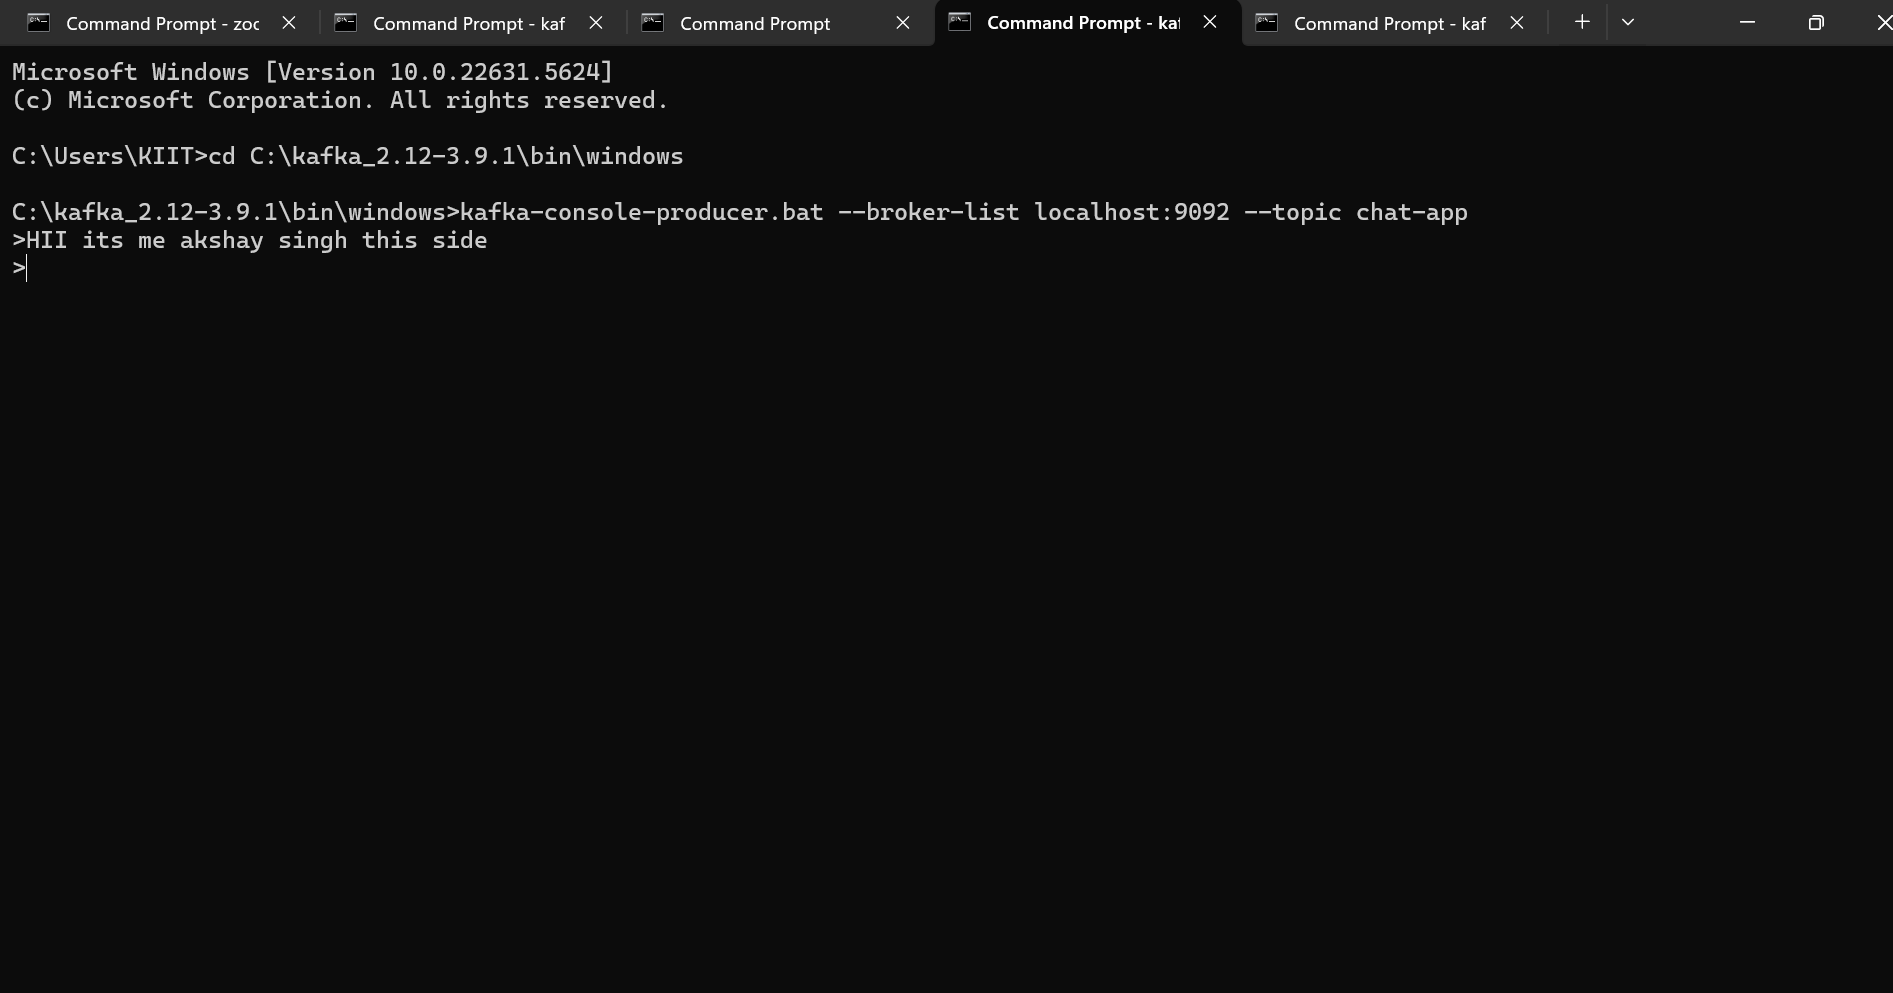 Command Prompt - zoo
Command Prompt - kaf
Command Prompt
Command Prompt - kaf
Command Prompt - kaf
Microsoft Windows [Version 10.0.22631.5624]
(c) Microsoft Corporation. All rights reserved.
C:\Users\KIIT>cd C:\kafka_2.12-3.9.1\bin\windows
C:\kafka_2.12-3.9.1\bin\windows>kafka-console-producer.bat --broker-list localhost:9092 --topic chat-app
>HII its me akshay singh this side
>